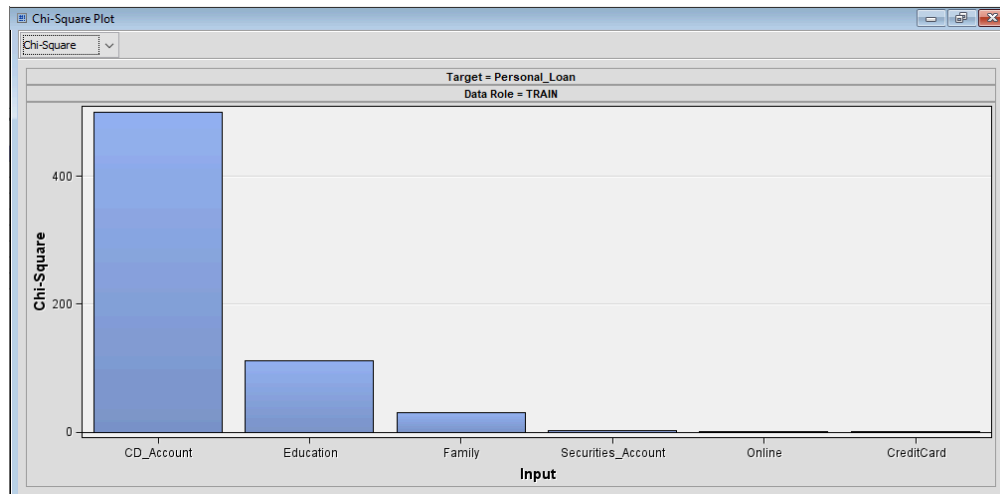 Chi-Square Plot
Chi-Square
Target = Personal_Loan
Data Role = TRAIN
400
200
0
Chi-Square
CD_Account Education Family Securities_Account Online CreditCard
Input